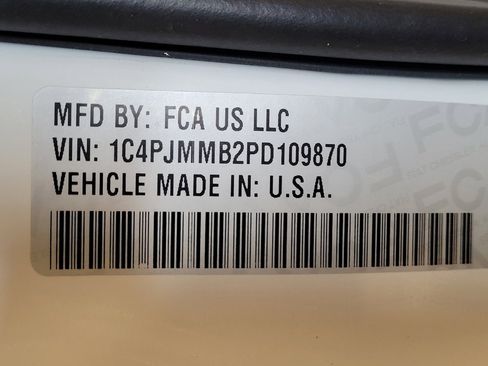 MFD BY: FCA US LLC
VIN: 1C4PJMMB2PD109870
VEHICLE MADE IN: U.S.A.